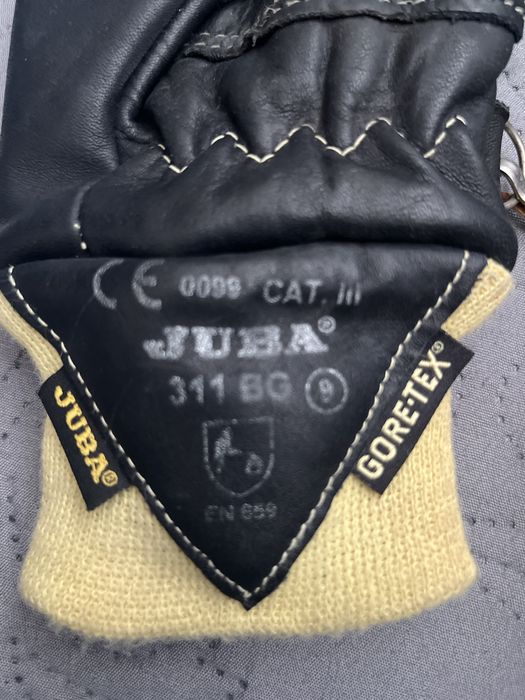 CE 0099 CAT. III
JUBA®
311 BG 9
EN 659
JUBA®
GORE-TEX®